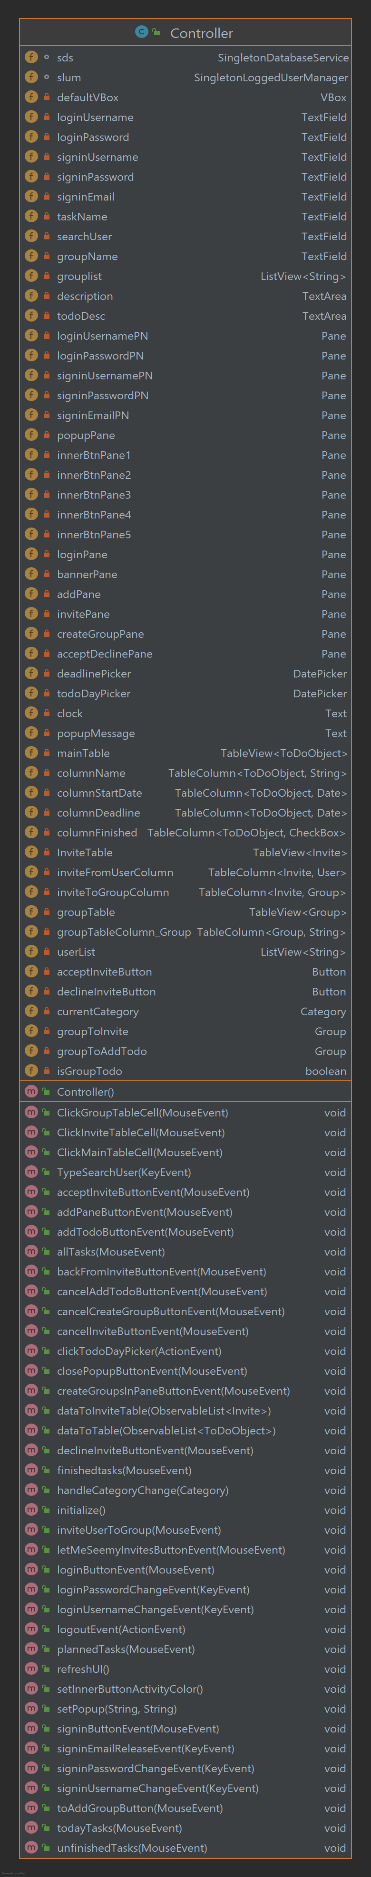 Controller
sds SingletonDatabaseService
slum SingletonLoggedUserManager
defaultVBox VBox
loginUsername TextField
loginPassword TextField
signinUsername TextField
signinPassword TextField
signinEmail TextField
taskName TextField
searchUser TextField
groupName TextField
grouplist ListView<String>
description TextArea
todoDesc TextArea
loginUsernamePN Pane
loginPasswordPN Pane
signinUsernamePN Pane
signinPasswordPN Pane
signinEmailPN Pane
popupPane Pane
innerBtnPane1 Pane
innerBtnPane2 Pane
innerBtnPane3 Pane
innerBtnPane4 Pane
innerBtnPane5 Pane
loginPane Pane
bannerPane Pane
addPane Pane
invitePane Pane
createGroupPane Pane
acceptDeclinePane Pane
deadlinePicker DatePicker
todoDayPicker DatePicker
clock Text
popupMessage Text
mainTable TableView<ToDoObject>
columnName TableColumn<ToDoObject, String>
columnStartDate TableColumn<ToDoObject, Date>
columnDeadline TableColumn<ToDoObject, Date>
columnFinished TableColumn<ToDoObject, CheckBox>
InviteTable TableView<Invite>
inviteFromUserColumn TableColumn<Invite, User>
inviteToGroupColumn TableColumn<Invite, Group>
groupTable TableView<Group>
groupTableColumn_Group TableColumn<Group, String>
userList ListView<String>
acceptInviteButton Button
declineInviteButton Button
currentCategory Category
groupToInvite Group
groupToAddTodo Group
isGroupTodo boolean
Controller()
ClickGroupTableCell(MouseEvent) void
ClickInviteTableCell(MouseEvent) void
ClickMainTableCell(MouseEvent) void
TypeSearchUser(KeyEvent) void
acceptInviteButtonEvent(MouseEvent) void
addPaneButtonEvent(MouseEvent) void
addTodoButtonEvent(MouseEvent) void
allTasks(MouseEvent) void
backFromInviteButtonEvent(MouseEvent) void
cancelAddTodoButtonEvent(MouseEvent) void
cancelCreateGroupButtonEvent(MouseEvent) void
cancelInviteButtonEvent(MouseEvent) void
clickTodoDayPicker(ActionEvent) void
closePopupButtonEvent(MouseEvent) void
createGroupsInPaneButtonEvent(MouseEvent) void
dataToInviteTable(ObservableList<Invite>) void
dataToTable(ObservableList<ToDoObject>) void
declineInviteButtonEvent(MouseEvent) void
finishedtasks(MouseEvent) void
handleCategoryChange(Category) void
initialize() void
inviteUserToGroup(MouseEvent) void
letMeSeemyInvitesButtonEvent(MouseEvent) void
loginButtonEvent(MouseEvent) void
loginPasswordChangeEvent(KeyEvent) void
loginUsernameChangeEvent(KeyEvent) void
logoutEvent(ActionEvent) void
plannedTasks(MouseEvent) void
refreshUI() void
setInnerButtonActivityColor() void
setPopup(String, String) void
signinButtonEvent(MouseEvent) void
signinEmailReleaseEvent(KeyEvent) void
signinPasswordChangeEvent(KeyEvent) void
signinUsernameChangeEvent(KeyEvent) void
toAddGroupButton(MouseEvent) void
todayTasks(MouseEvent) void
unfinishedTasks(MouseEvent) void